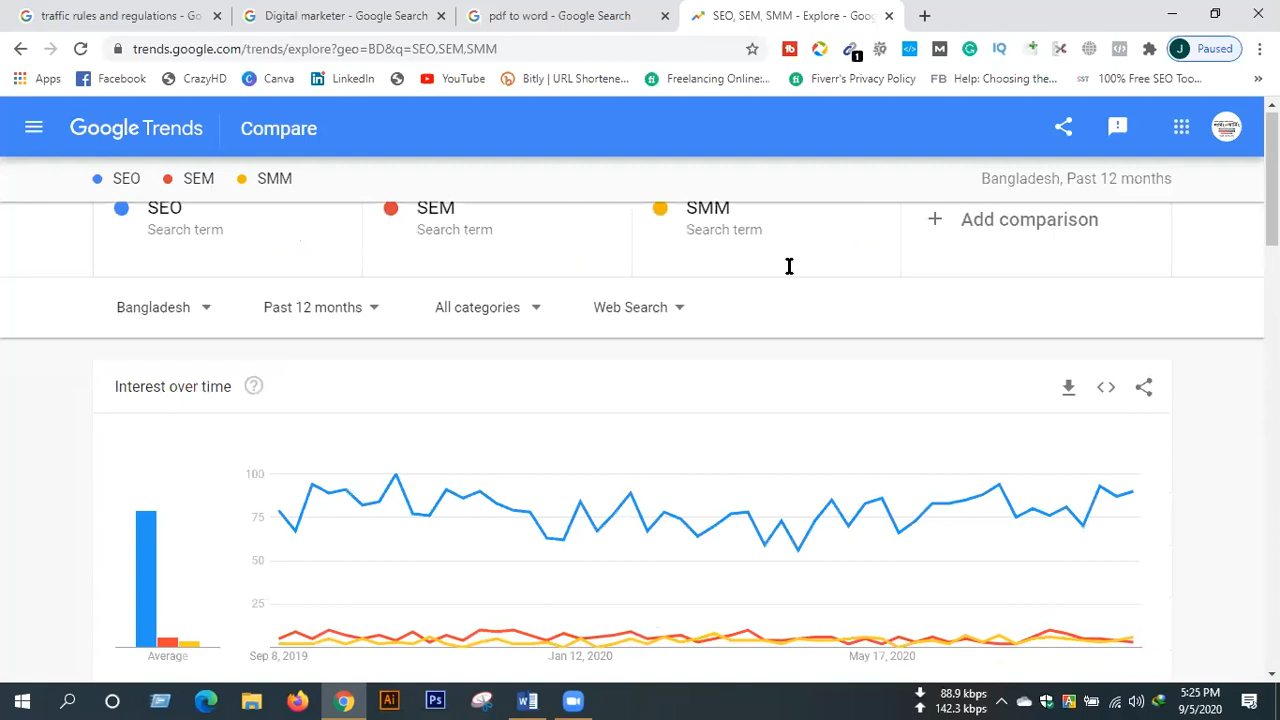 traffic rules and regulations - Go
Digital marketer - Google Search
pdf to word - Google Search
SEO, SEM, SMM - Explore - Goo
trends.google.com/trends/explore?geo=BD&q=SEO,SEM,SMM
1
IQ
J Paused
Apps
Facebook
CrazyHD
Canva
LinkedIn
YouTube
Bitly | URL Shortene...
Freelancing Online:...
Fiverr's Privacy Policy
FB Help: Choosing the...
100% Free SEO Too...
Google Trends
Compare
SEO
SEM
SMM
Bangladesh, Past 12 months
SEO
Search term
SEM
Search term
SMM
Search term
+ Add comparison
Bangladesh
Past 12 months
All categories
Web Search
Interest over time
?
100
75
50
25
Average
Sep 8, 2019
Jan 12, 2020
May 17, 2020
Ai
Ps
88.9 kbps
142.3 kbps
5:25 PM
9/5/2020